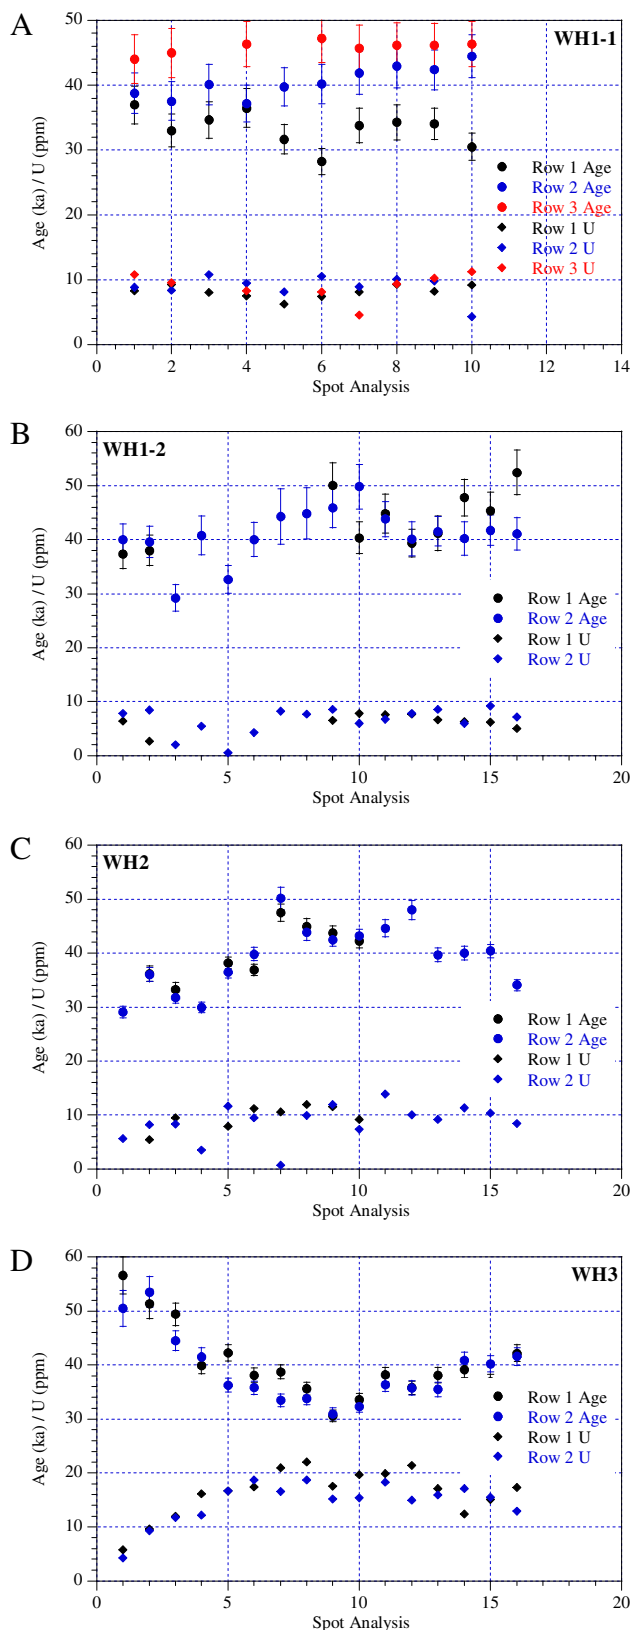 A
WH1-1
50
40
30
20
10
0
Age (ka) / U (ppm)
Row 1 Age
Row 2 Age
Row 3 Age
Row 1 U
Row 2 U
Row 3 U
0 2 4 6 8 10 12 14
Spot Analysis
B
WH1-2
60
50
40
30
20
10
0
Age (ka) / U (ppm)
Row 1 Age
Row 2 Age
Row 1 U
Row 2 U
0 5 10 15 20
Spot Analysis
C
WH2
60
50
40
30
20
10
0
Age (ka) / U (ppm)
Row 1 Age
Row 2 Age
Row 1 U
Row 2 U
0 5 10 15 20
Spot Analysis
D
WH3
60
50
40
30
20
10
0
Age (ka) / U (ppm)
Row 1 Age
Row 2 Age
Row 1 U
Row 2 U
0 5 10 15 20
Spot Analysis